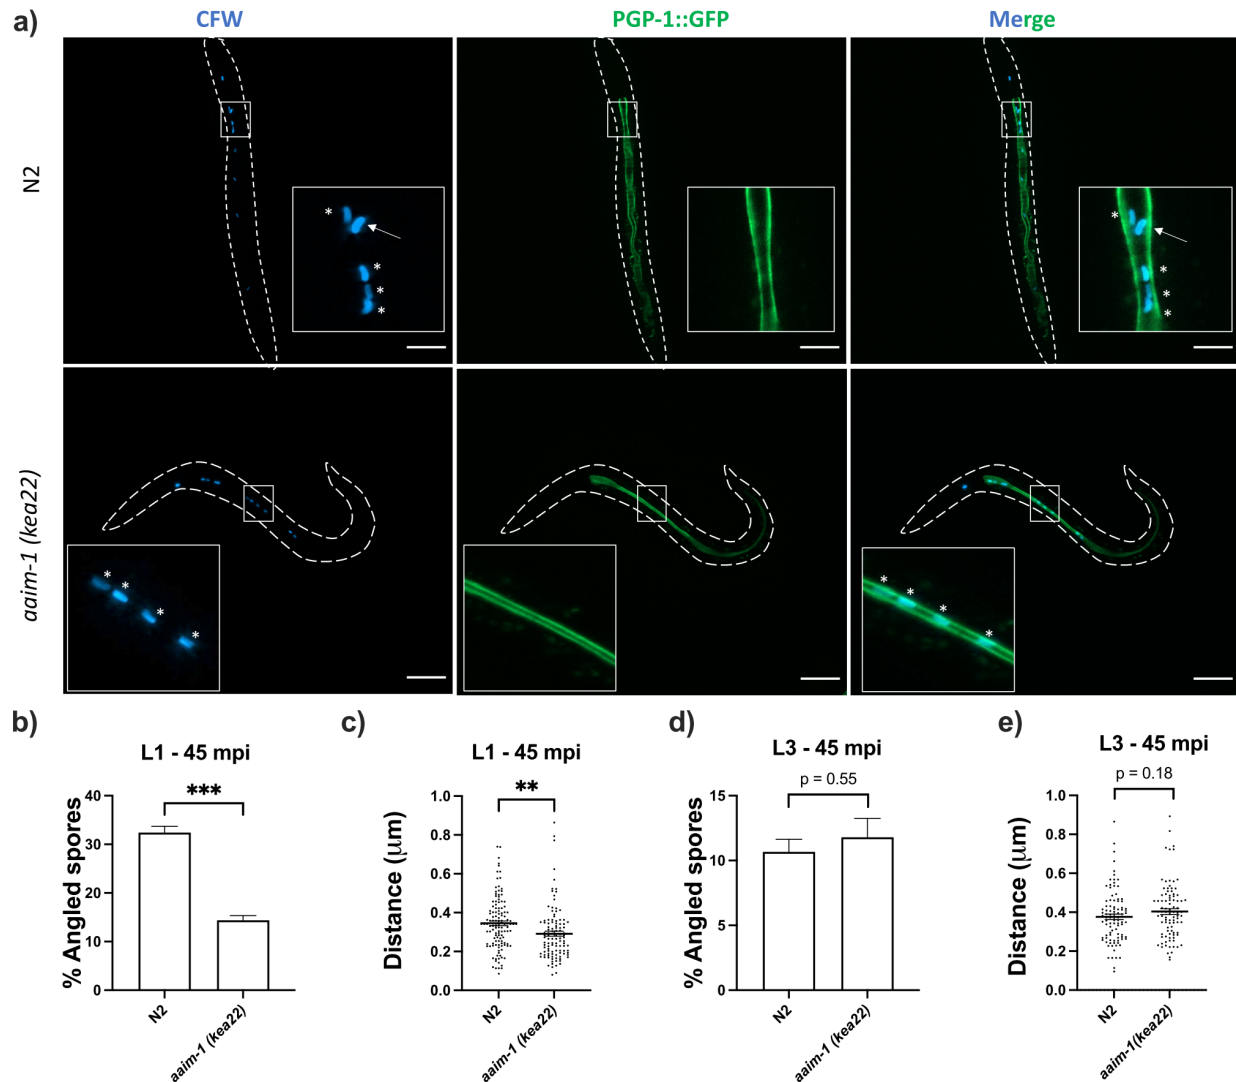 a)
CFW
PGP-1::GFP
Merge
N2
*
*
*
*
*
*
*
*
aaim-1 (kea22)
*
*
*
*
*
*
*
*
b)
L1 - 45 mpi
% Angled spores
40
30
20
10
0
***
N2
aaim-1 (kea22)
c)
L1 - 45 mpi
Distance (μm)
1.0
0.8
0.6
0.4
0.2
0.0
**
N2
aaim-1 (kea22)
d)
L3 - 45 mpi
p = 0.55
% Angled spores
15
10
5
0
N2
aaim-1 (kea22)
e)
L3 - 45 mpi
p = 0.18
Distance (μm)
1.0
0.8
0.6
0.4
0.2
0.0
N2
aaim-1(kea22)